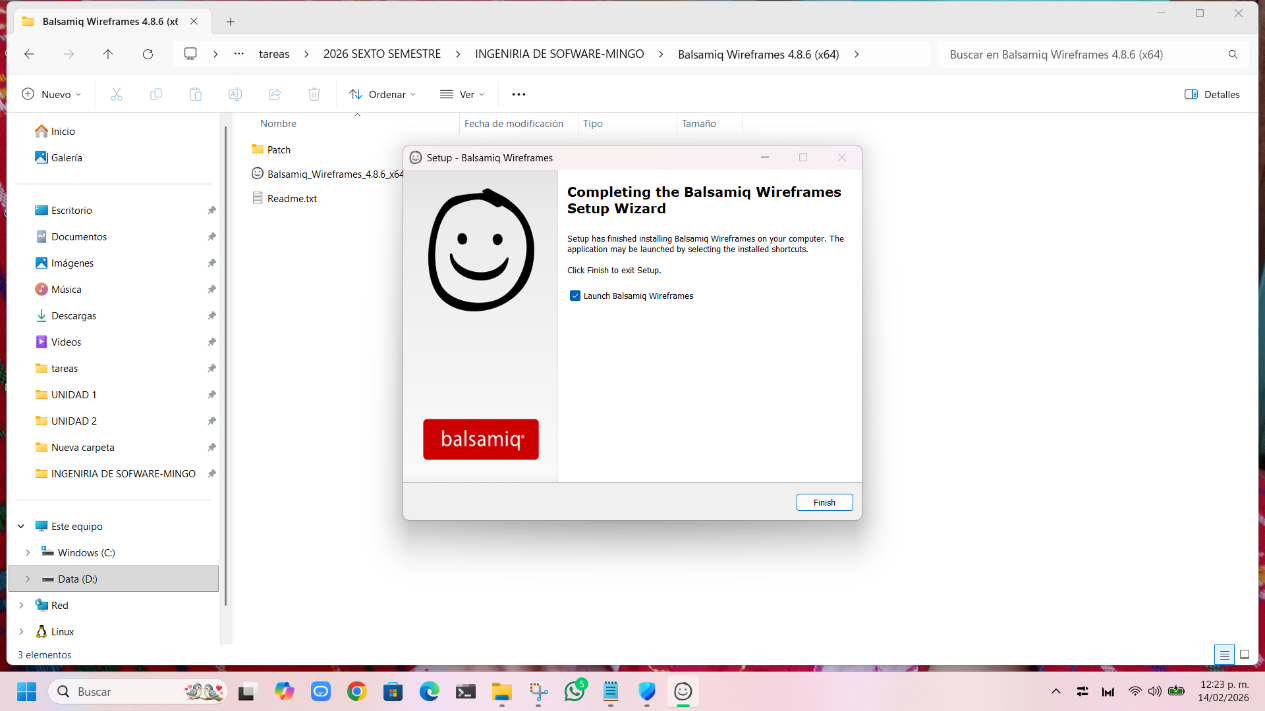 Balsamiq Wireframes 4.8.6 (x6
tareas
2026 SEXTO SEMESTRE
INGENIRIA DE SOFWARE-MINGO
Balsamiq Wireframes 4.8.6 (x64)
Buscar en Balsamiq Wireframes 4.8.6 (x64)
Nuevo
Ordenar
Ver
Detalles
Nombre
Fecha de modificación
Tipo
Tamaño
Inicio
Galería
Escritorio
Documentos
Imágenes
Música
Descargas
Videos
tareas
UNIDAD 1
UNIDAD 2
Nueva carpeta
INGENIRIA DE SOFWARE-MINGO
Este equipo
Windows (C:)
Data (D:)
Red
Linux
Patch
Balsamiq_Wireframes_4.8.6_x64
Readme.txt
Setup - Balsamiq Wireframes
Completing the Balsamiq Wireframes
Setup Wizard
Setup has finished installing Balsamiq Wireframes on your computer. The
application may be launched by selecting the installed shortcuts.
Click Finish to exit Setup.
Launch Balsamiq Wireframes
balsamiq®
Finish
3 elementos
Buscar
5
12:23 p. m.
14/02/2026